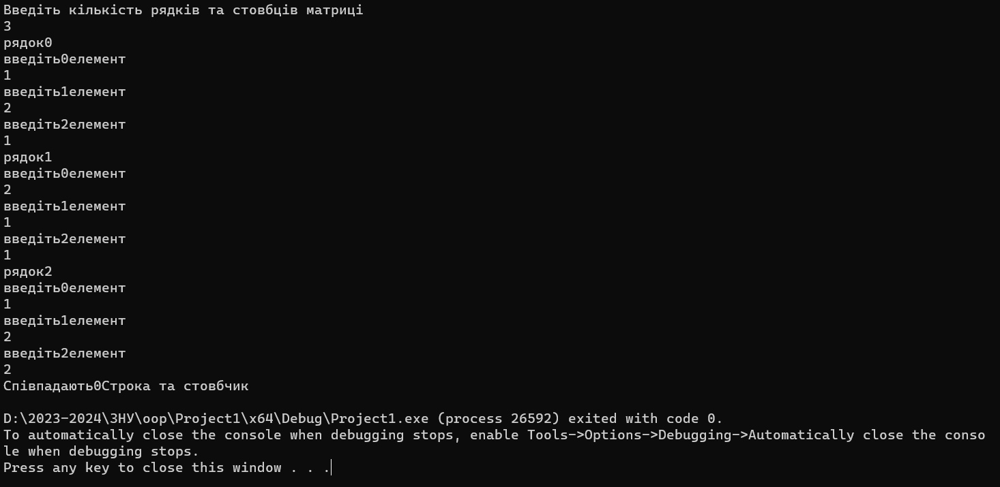 Введіть кількість рядків та стовбців матриці
3
рядок0
введіть0елемент
1
введіть1елемент
2
введіть2елемент
1
рядок1
введіть0елемент
2
введіть1елемент
1
введіть2елемент
1
рядок2
введіть0елемент
1
введіть1елемент
2
введіть2елемент
2
Співпадають0Строка та стовбчик

D:\2023-2024\ЗНУ\oop\Project1\x64\Debug\Project1.exe (process 26592) exited with code 0.
To automatically close the console when debugging stops, enable Tools->Options->Debugging->Automatically close the conso
le when debugging stops.
Press any key to close this window . . .